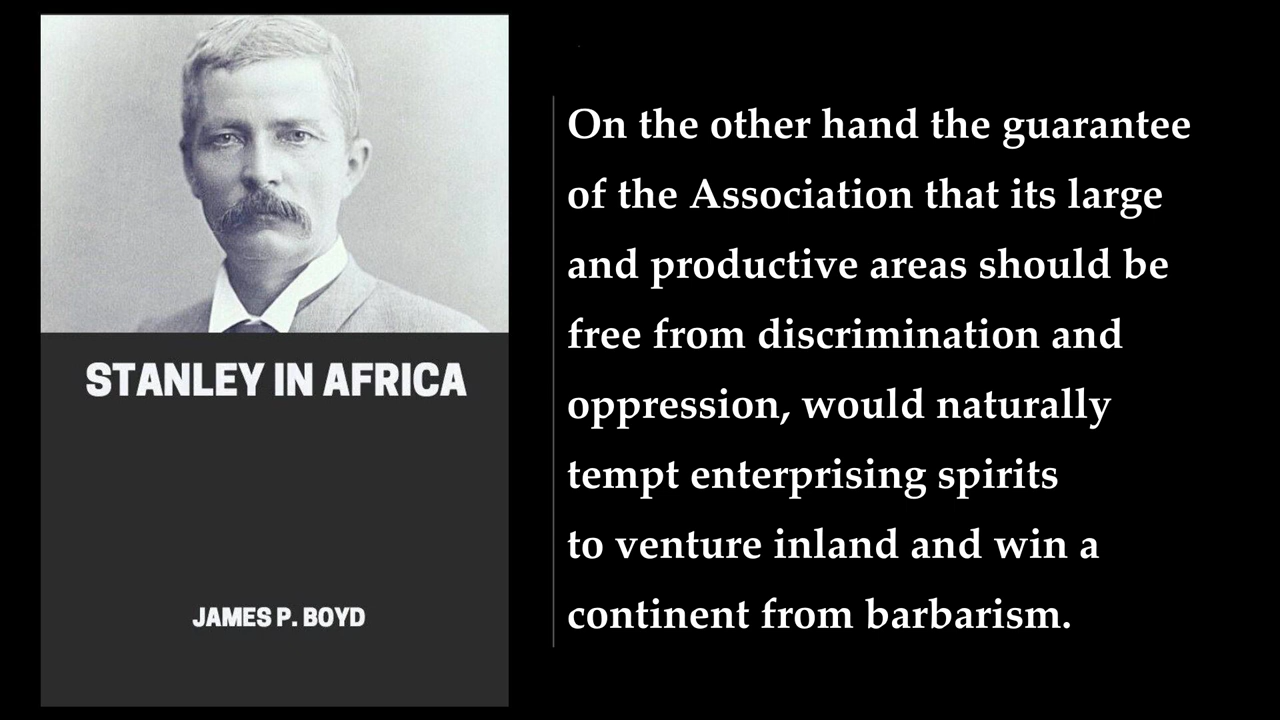 STANLEY IN AFRICA
JAMES P. BOYD
On the other hand the guarantee
of the Association that its large
and productive areas should be
free from discrimination and
oppression, would naturally
tempt enterprising spirits
to venture inland and win a
continent from barbarism.